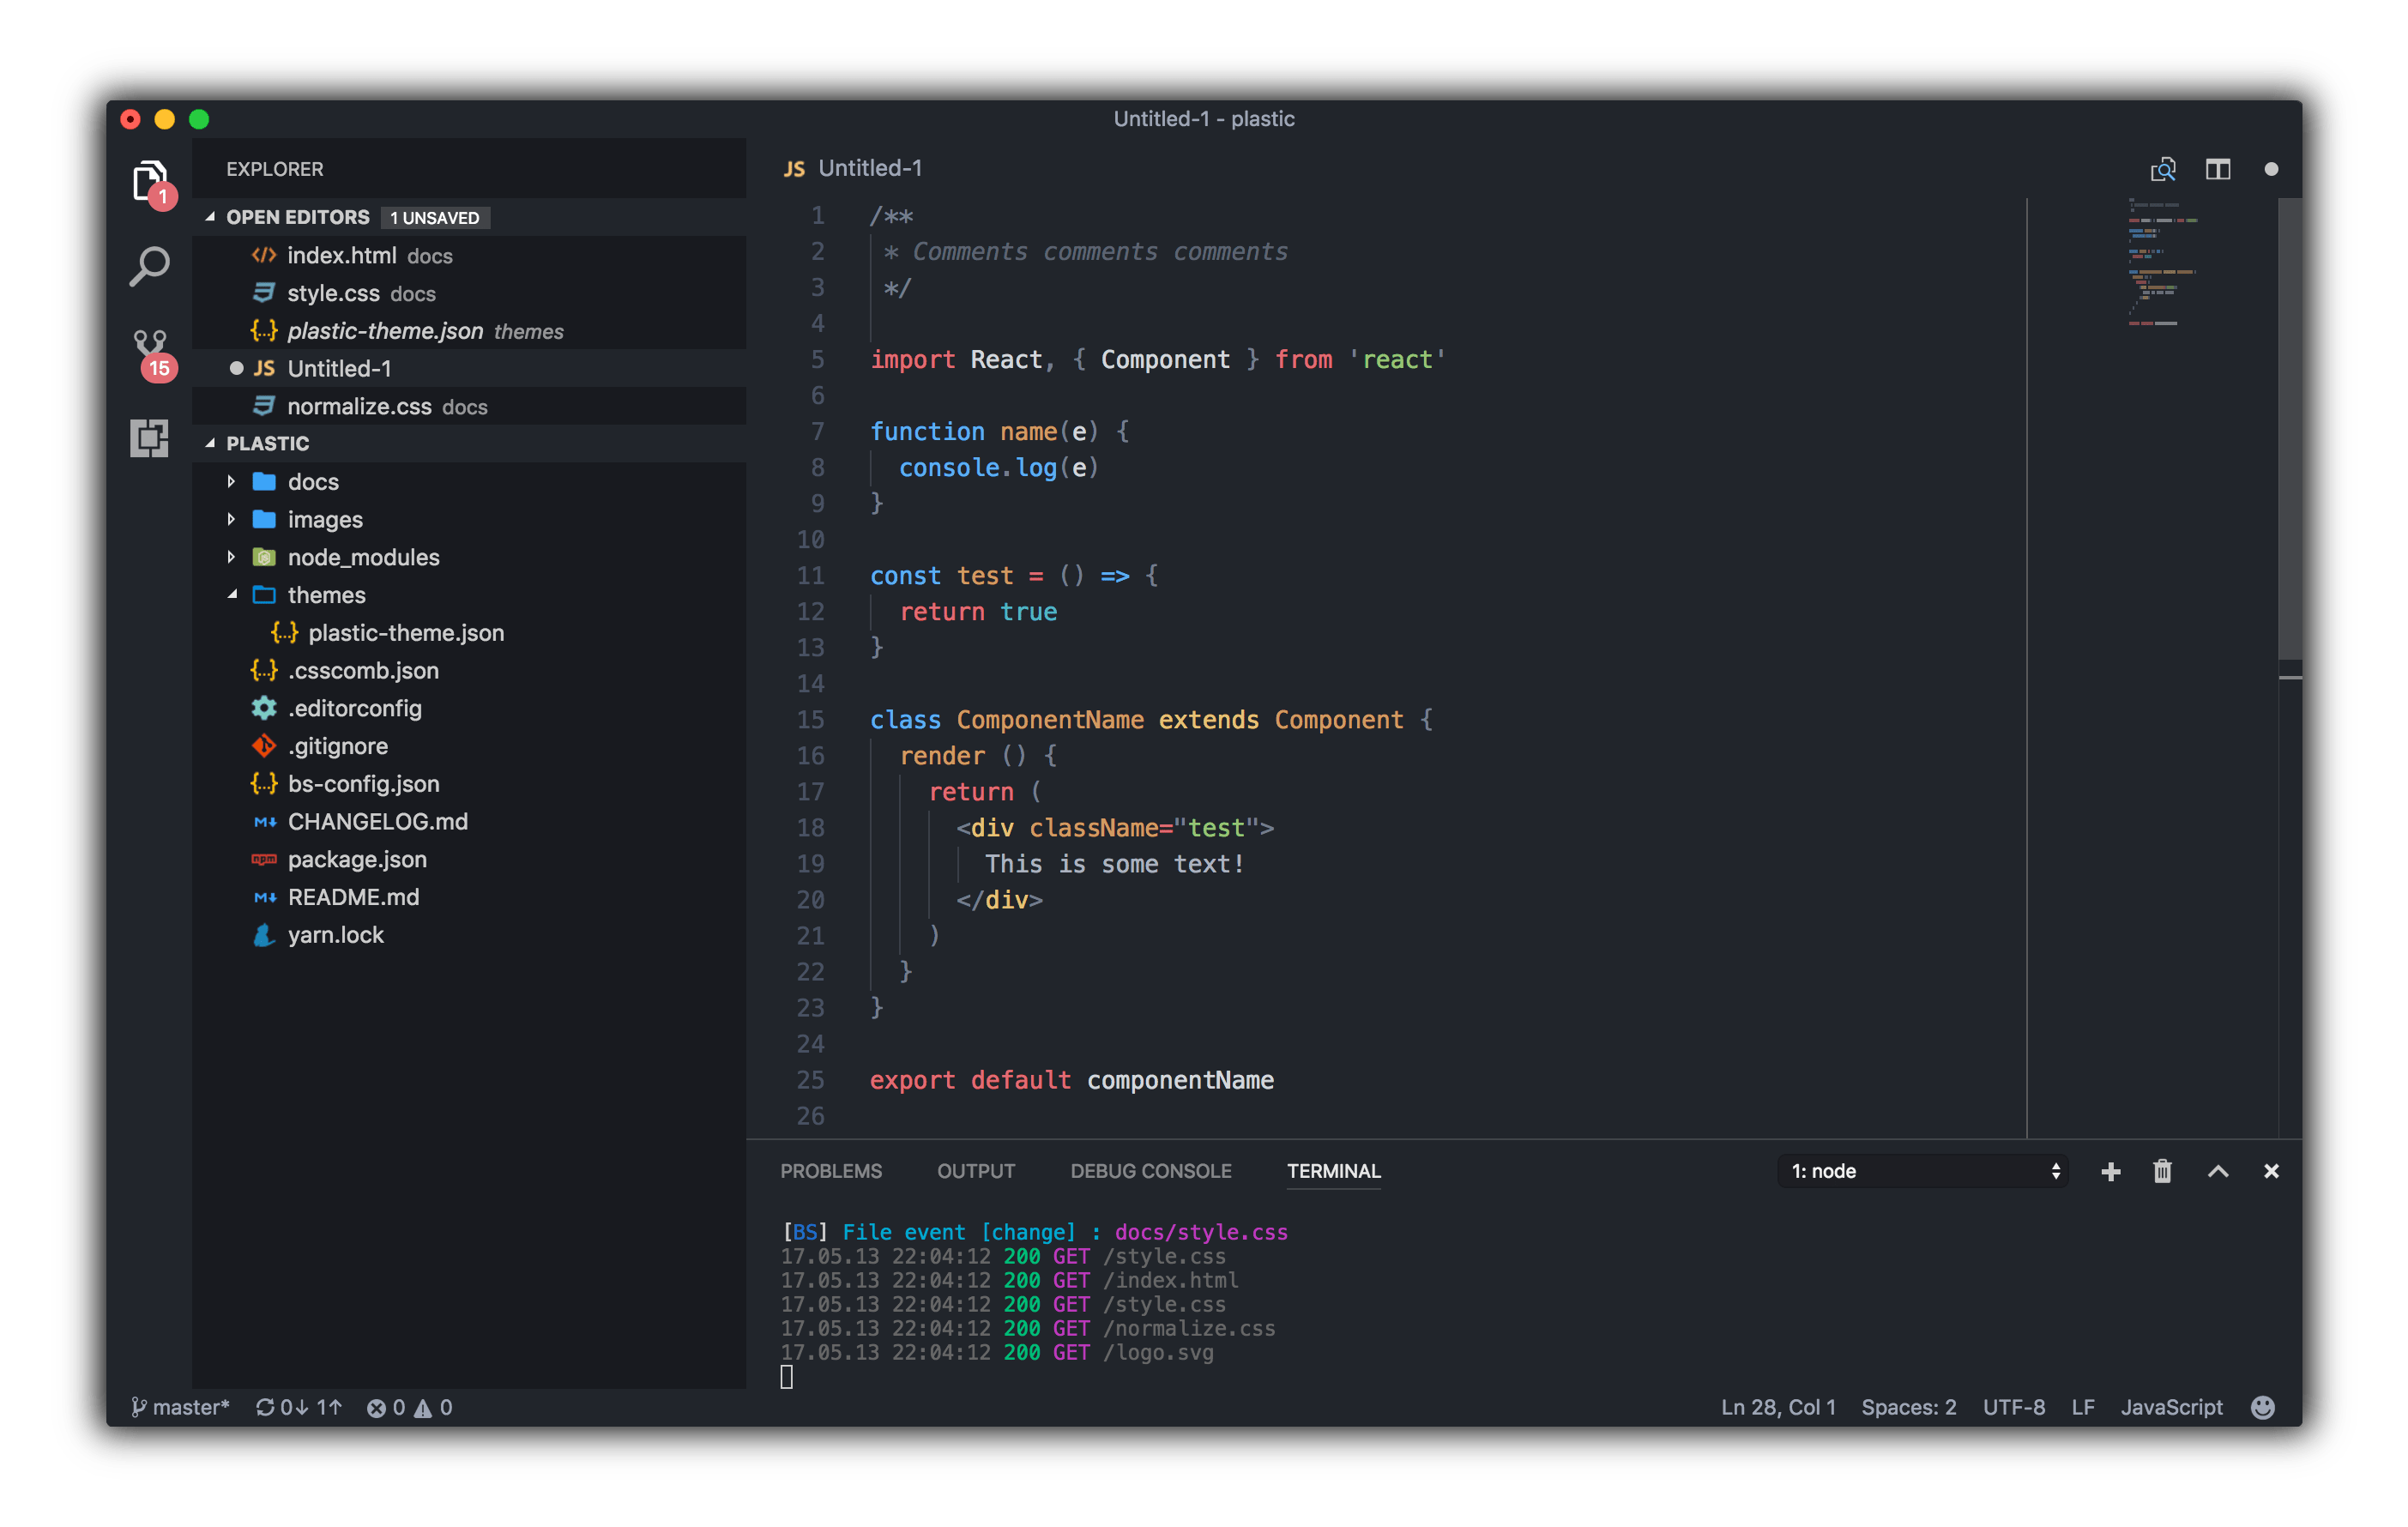 Untitled-1 - plastic
1
15
EXPLORER
OPEN EDITORS 1 UNSAVED
index.html docs
style.css docs
{..} plastic-theme.json themes
JS Untitled-1
normalize.css docs
PLASTIC
docs
images
node_modules
themes
{..} plastic-theme.json
{..} .csscomb.json
.editorconfig
.gitignore
{..} bs-config.json
M↓ CHANGELOG.md
npm package.json
M↓ README.md
yarn.lock
JS Untitled-1
1 /**
2 * Comments comments comments
3 */
4
5 import React, { Component } from 'react'
6
7 function name(e) {
8 console.log(e)
9 }
10
11 const test = () => {
12 return true
13 }
14
15 class ComponentName extends Component {
16 render () {
17 return (
18 <div className="test">
19 This is some text!
20 </div>
21 )
22 }
23 }
24
25 export default componentName
26
PROBLEMS OUTPUT DEBUG CONSOLE TERMINAL 1: node
[BS] File event [change] : docs/style.css
17.05.13 22:04:12 200 GET /style.css
17.05.13 22:04:12 200 GET /index.html
17.05.13 22:04:12 200 GET /style.css
17.05.13 22:04:12 200 GET /normalize.css
17.05.13 22:04:12 200 GET /logo.svg
master* 0↓ 1↑ 0 0 Ln 28, Col 1 Spaces: 2 UTF-8 LF JavaScript